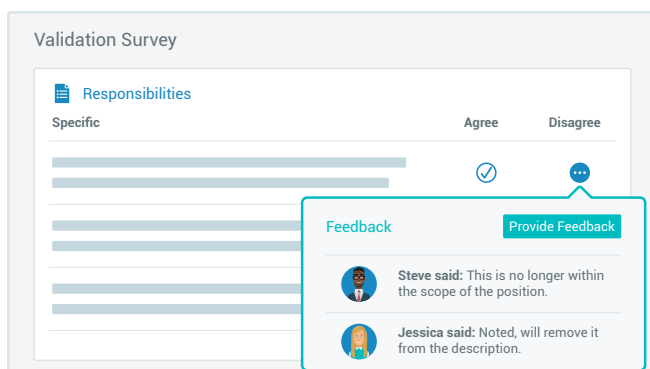 Validation Survey
Responsibilities
Specific Agree Disagree
Feedback
Provide Feedback
Steve said: This is no longer within
the scope of the position.
Jessica said: Noted, will remove it
from the description.